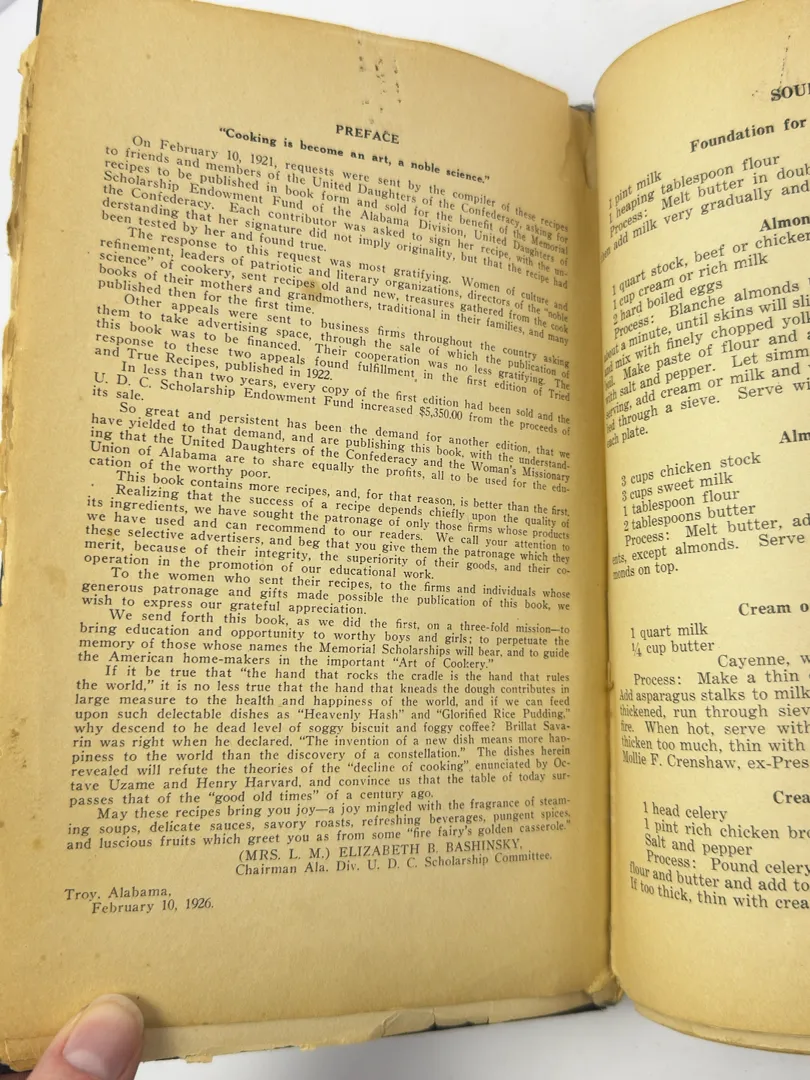 PREFACE
"Cooking is become an art, a noble science."
On February 10, 1921, requests were sent by the compiler of these recipes
to friends and members of the United Daughters of the Confederacy, asking for
recipes to be published in book form and sold for the benefit of the Memorial
Scholarship Endowment Fund of the Alabama Division, United Daughters of
the Confederacy. Each contributor was asked to sign her recipe, with the un-
derstanding that her signature did not imply originality, but that the recipe had
been tested by her and found true.
The response to this request was most gratifying. Women of culture and
refinement, leaders of patriotic and literary organizations, directors of the "noble
science" of cookery, sent recipes old and new, treasures gathered from the cook
books of their mothers and grandmothers, traditional in their families, and many
published then for the first time.
Other appeals were sent to business firms throughout the country asking
them to take advertising space, through the sale of which the publication of
this book was to be financed. Their cooperation was no less gratifying. The
response to these two appeals found fulfillment in the first edition of Tried
and True Recipes, published in 1922.
In less than two years, every copy of the first edition had been sold and the
U. D. C. Scholarship Endowment Fund increased $5,350.00 from the proceeds of
its sale.
So great and persistent has been the demand for another edition, that we
have yielded to that demand, and are publishing this book, with the understand-
ing that the United Daughters of the Confederacy and the Woman's Missionary
Union of Alabama are to share equally the profits, all to be used for the edu-
cation of the worthy poor.
This book contains more recipes, and, for that reason, is better than the first.
Realizing that the success of a recipe depends chiefly upon the quality of
its ingredients, we have sought the patronage of only those firms whose products
we have used and can recommend to our readers. We call your attention to
these selective advertisers, and beg that you give them the patronage which they
merit, because of their integrity, the superiority of their goods, and their co-
operation in the promotion of our educational work.
To the women who sent their recipes, to the firms and individuals whose
generous patronage and gifts made possible the publication of this book, we
wish to express our grateful appreciation.
We send forth this book, as we did the first, on a three-fold mission—to
bring education and opportunity to worthy boys and girls; to perpetuate the
memory of those whose names the Memorial Scholarships will bear, and to guide
the American home-makers in the important "Art of Cookery."
If it be true that "the hand that rocks the cradle is the hand that rules
the world," it is no less true that the hand that kneads the dough contributes in
large measure to the health and happiness of the world, and if we can feed
upon such delectable dishes as "Heavenly Hash" and "Glorified Rice Pudding,"
why descend to he dead level of soggy biscuit and foggy coffee? Brillat Sava-
rin was right when he declared, "The invention of a new dish means more hap-
piness to the world than the discovery of a constellation." The dishes herein
revealed will refute the theories of the "decline of cooking" enunciated by Oc-
tave Uzame and Henry Harvard, and convince us that the table of today sur-
passes that of the "good old times" of a century ago.
May these recipes bring you joy—a joy mingled with the fragrance of steam-
ing soups, delicate sauces, savory roasts, refreshing beverages, pungent spices,
and luscious fruits which greet you as from some "fire fairy's golden casserole."
(MRS. L. M.) ELIZABETH B. BASHINSKY,
Chairman Ala. Div. U. D. C. Scholarship Committee.
Troy, Alabama,
February 10, 1926.
SOU
Foundation for
1 pint milk
1 heaping tablespoon flour
Process: Melt butter in doub
add milk very gradually and
Almon
1 quart stock, beef or chicken
1 cup cream or rich milk
2 hard boiled eggs
Process: Blanche almonds
about a minute, until skins will sli
and mix with finely chopped yolk
Make paste of flour and
with salt and pepper. Let simm
serving, add cream or milk and
through a sieve. Serve wi
each plate.
Alm
3 cups chicken stock
3 cups sweet milk
1 tablespoon flour
2 tablespoons butter
Process: Melt butter, ad
ents, except almonds. Serve
monds on top.
Cream o
1 quart milk
¼ cup butter
Cayenne, w
Process: Make a thin
Add asparagus stalks to milk
thickened, run through siev
fire. When hot, serve with
thicken too much, thin with
Mollie F. Crenshaw, ex-Pres
Crea
1 head celery
1 pint rich chicken bro
Salt and pepper
Process: Pound celery
flour and butter and add to
If too thick, thin with crea